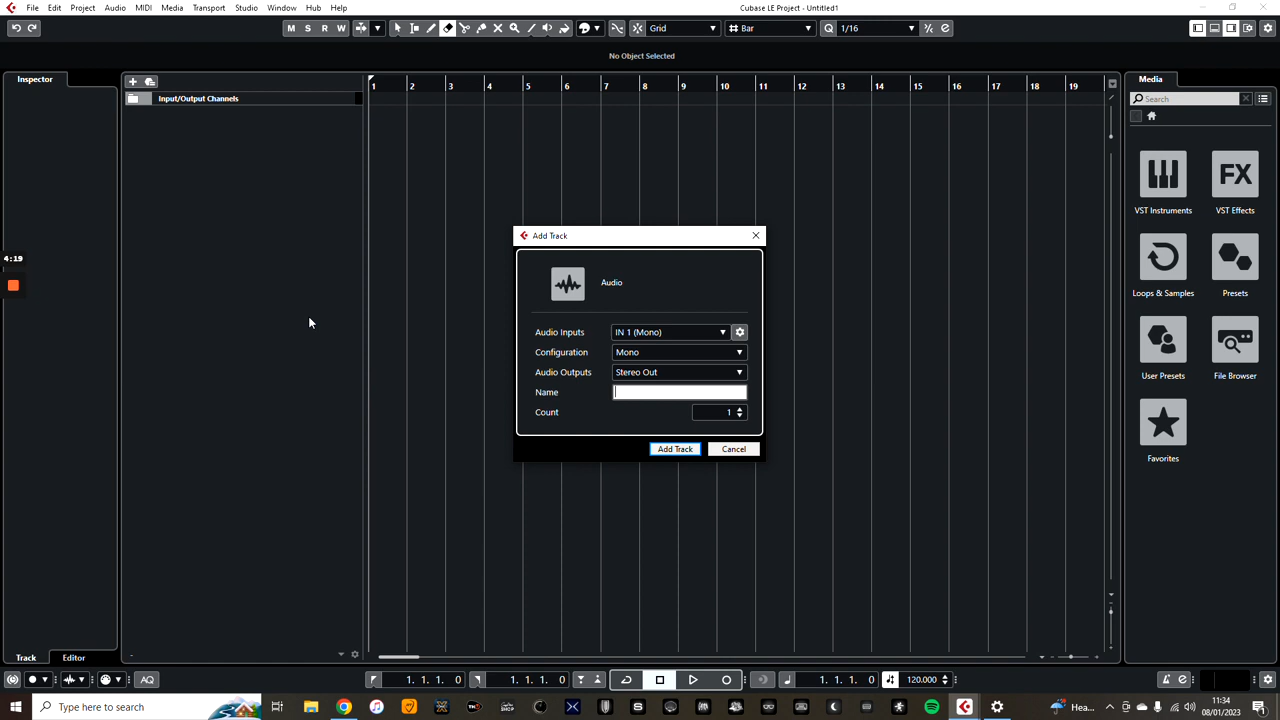 File Edit Project Audio MIDI Media Transport Studio Window Hub Help
Cubase LE Project - Untitled1
M S R W
Grid
Bar
Q 1/16
No Object Selected
Inspector
Input/Output Channels
1 2 3 4 5 6 7 8 9 10 11 12 13 14 15 16 17 18 19
Media
Search
VST Instruments
FX
VST Effects
Loops & Samples
Presets
User Presets
File Browser
Favorites
4:19
Add Track
Audio
Audio Inputs IN 1 (Mono)
Configuration Mono
Audio Outputs Stereo Out
Name
Count 1
Add Track Cancel
Track Editor
AQ
1. 1. 1. 0
1. 1. 1. 0
1. 1. 1. 0
120.000
Type here to search
Hea...
11:34
08/01/2023